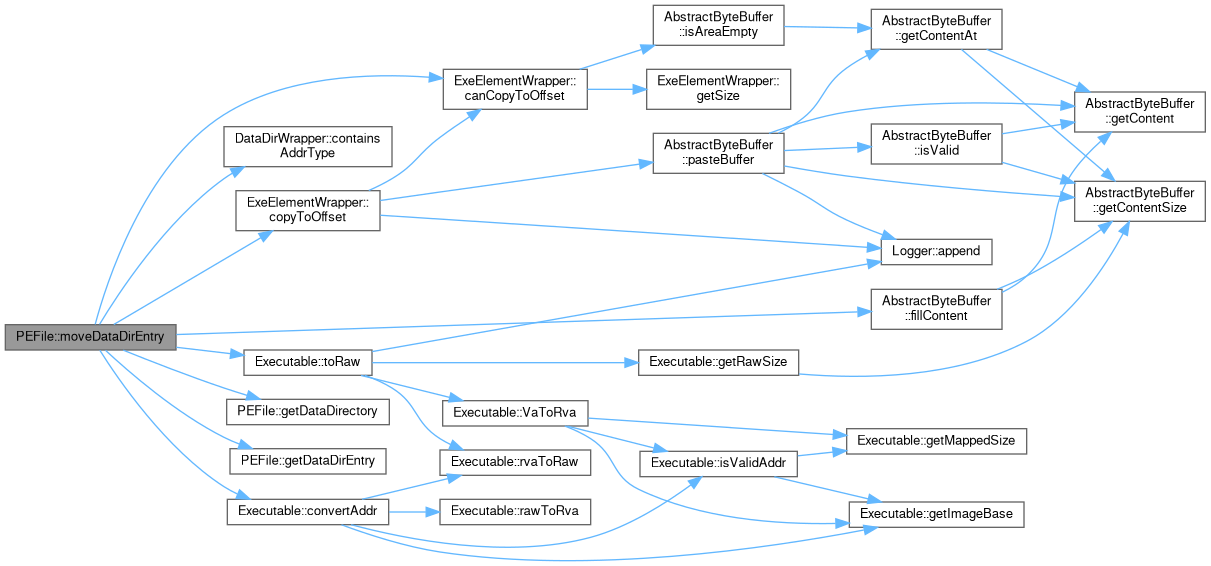 PEFile::moveDataDirEntry
ExeElementWrapper::
canCopyToOffset
DataDirWrapper::contains
AddrType
ExeElementWrapper::
copyToOffset
Executable::toRaw
PEFile::getDataDirectory
PEFile::getDataDirEntry
Executable::convertAddr
AbstractByteBuffer
::isAreaEmpty
ExeElementWrapper::
getSize
AbstractByteBuffer
::pasteBuffer
Executable::getRawSize
Executable::VaToRva
Executable::rvaToRaw
Executable::rawToRva
Executable::isValidAddr
AbstractByteBuffer
::getContentAt
AbstractByteBuffer
::isValid
Logger::append
AbstractByteBuffer
::fillContent
Executable::getMappedSize
Executable::getImageBase
AbstractByteBuffer
::getContent
AbstractByteBuffer
::getContentSize